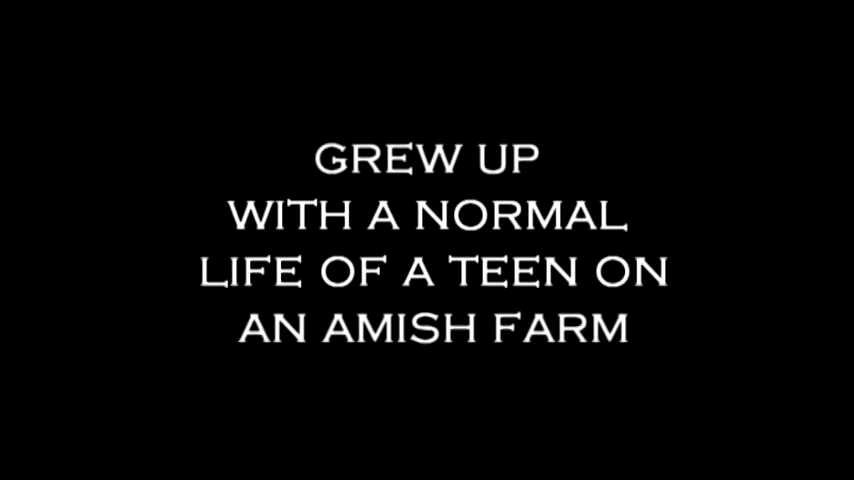 GREW UP
WITH A NORMAL
LIFE OF A TEEN ON
AN AMISH FARM